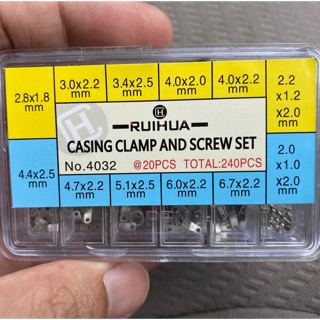 2.8x1.8
mm
3.0x2.2
mm
3.4x2.5
mm
4.0x2.0
mm
4.0x2.2
mm
2.2
x1.2
x2.0
mm
RUIHUA
CASING CLAMP AND SCREW SET
No.4032 @20PCS TOTAL:240PCS
4.4x2.5
mm
4.7x2.2
mm
5.1x2.5
mm
6.0x2.2
mm
6.7x2.2
mm
2.0
x1.0
x2.0
mm
OPEN